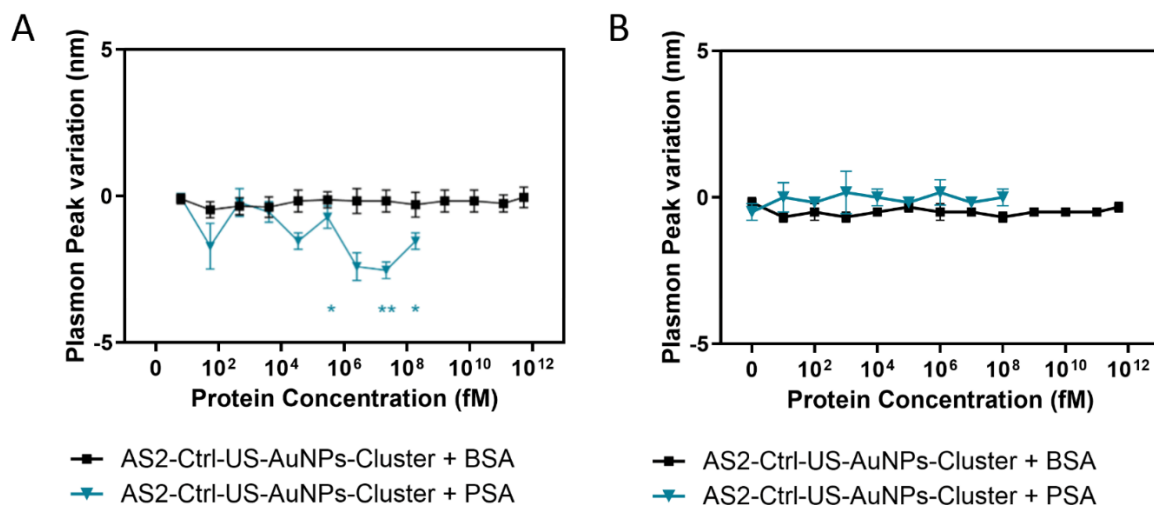 A
B
Plasmon Peak variation (nm)
5
0
-5
* ** *
0 10² 10⁴ 10⁶ 10⁸ 10¹⁰ 10¹²
Protein Concentration (fM)
AS2-Ctrl-US-AuNPs-Cluster + BSA
AS2-Ctrl-US-AuNPs-Cluster + PSA
Plasmon Peak variation (nm)
5
0
-5
0 10² 10⁴ 10⁶ 10⁸ 10¹⁰ 10¹²
Protein Concentration (fM)
AS2-Ctrl-US-AuNPs-Cluster + BSA
AS2-Ctrl-US-AuNPs-Cluster + PSA